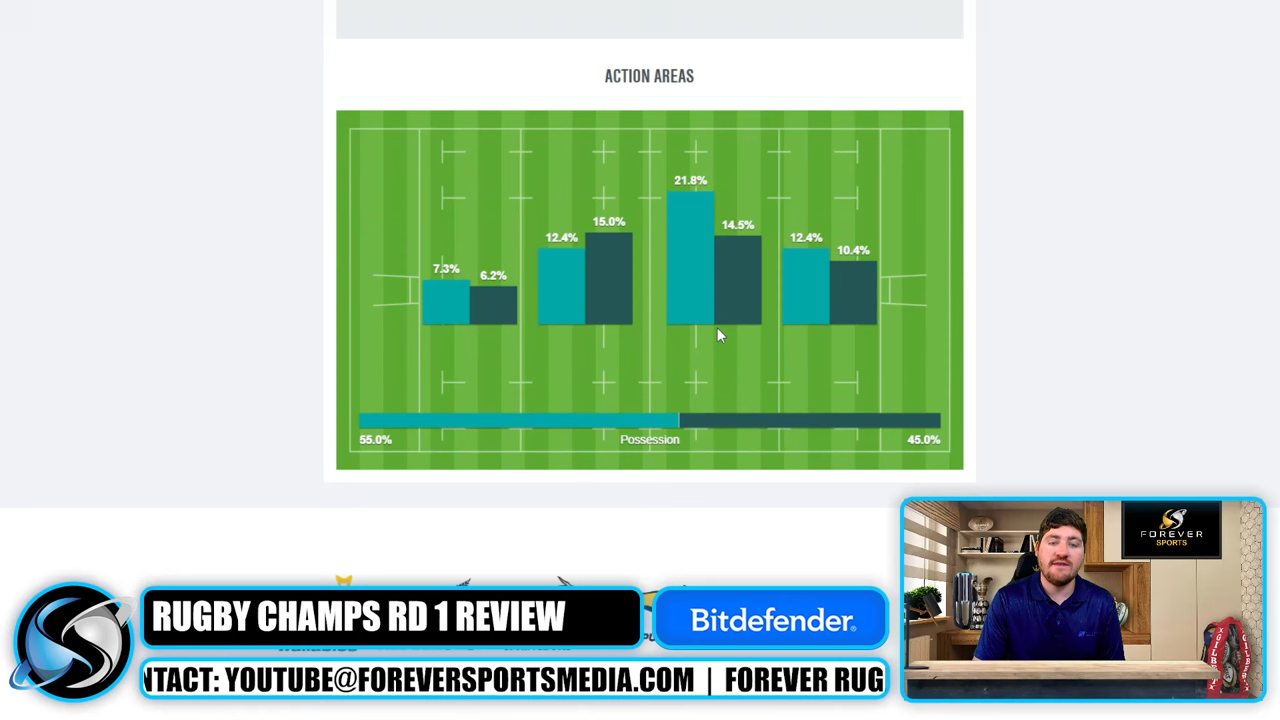 ACTION AREAS
21.8%
15.0%
14.5%
12.4%
12.4%
10.4%
7.3%
6.2%
55.0%
Possession
45.0%
FOREVER
SPORTS
RUGBY CHAMPS RD 1 REVIEW
Bitdefender.
NTACT: YOUTUBE@FOREVERSPORTSMEDIA.COM | FOREVER RUG